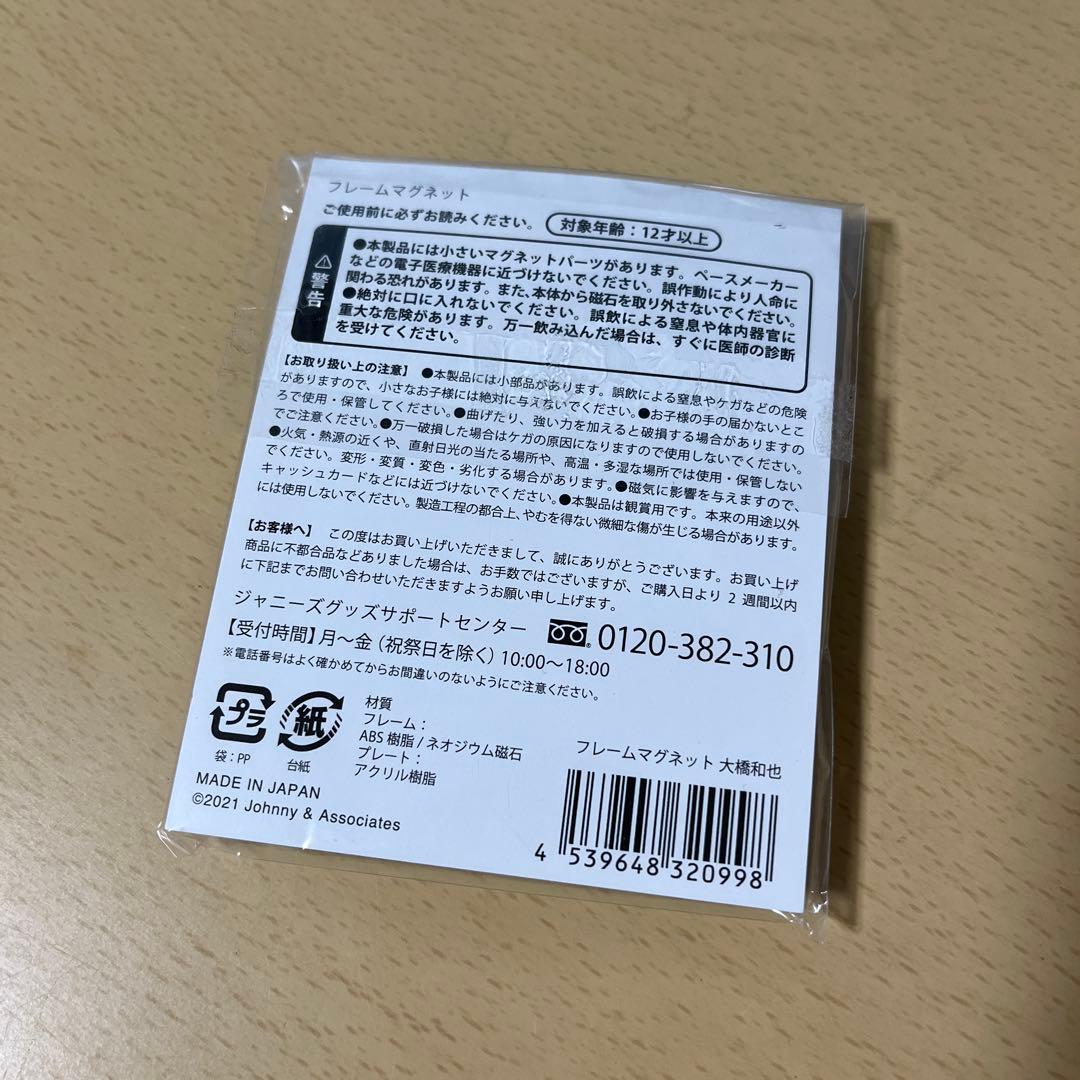 フレームマグネット
ご使用前に必ずお読みください。 対象年齢：12才以上
⚠警告
●本製品には小さいマグネットパーツがあります。ペースメーカー
などの電子医療機器に近づけないでください。誤作動により人命に
関わる恐れがあります。また、本体から磁石を取り外さないでください。
●絶対に口に入れないでください。誤飲による窒息や体内器官に
重大な危険があります。万一飲み込んだ場合は、すぐに医師の診断
を受けてください。
【お取り扱い上の注意】 ●本製品には小部品があります。誤飲による窒息やケガなどの危険
がありますので、小さなお子様には絶対に与えないでください。●お子様の手の届かないとこ
ろで使用・保管してください。●曲げたり、強い力を加えると破損する場合がありますの
でご注意ください。●万一破損した場合はケガの原因になりますので使用しないでください。
●火気・熱源の近くや、直射日光の当たる場所や、高温・多湿な場所では使用・保管しない
でください。変形・変質・変色・劣化する場合があります。●磁気に影響を与えますので、
キャッシュカードなどには近づけないでください。●本製品は観賞用です。本来の用途以外
には使用しないでください。製造工程の都合上、やむを得ない微細な傷が生じる場合があります。
【お客様へ】 この度はお買い上げいただきまして、誠にありがとうございます。お買い上げ
商品に不都合品などありました場合は、お手数ではございますが、ご購入日より2週間以内
に下記までお問い合わせいただきますようお願い申し上げます。
ジャニーズグッズサポートセンター 0120-382-310
【受付時間】月〜金（祝祭日を除く）10:00〜18:00
※電話番号はよく確かめてからお間違いのないようにご注意ください。
プラ 紙
袋：PP 台紙
材質
フレーム：
ABS樹脂/ネオジウム磁石
プレート：
アクリル樹脂
MADE IN JAPAN
©2021 Johnny & Associates
フレームマグネット 大橋和也
4 539648 320998